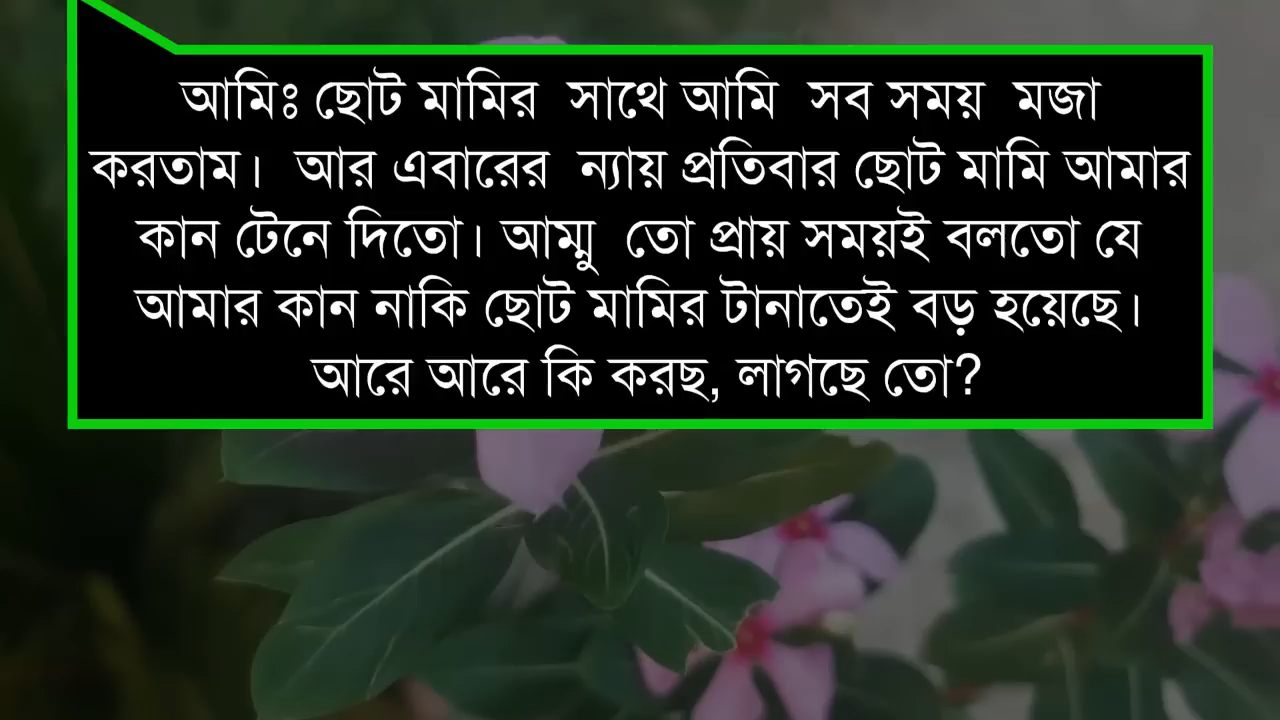 আমিঃ ছোট মামির সাথে আমি সব সময় মজা
করতাম। আর এবারের ন্যায় প্রতিবার ছোট মামি আমার
কান টেনে দিতো। আম্মু তো প্রায় সময়ই বলতো যে
আমার কান নাকি ছোট মামির টানাতেই বড় হয়েছে।
আরে আরে কি করছ, লাগছে তো?